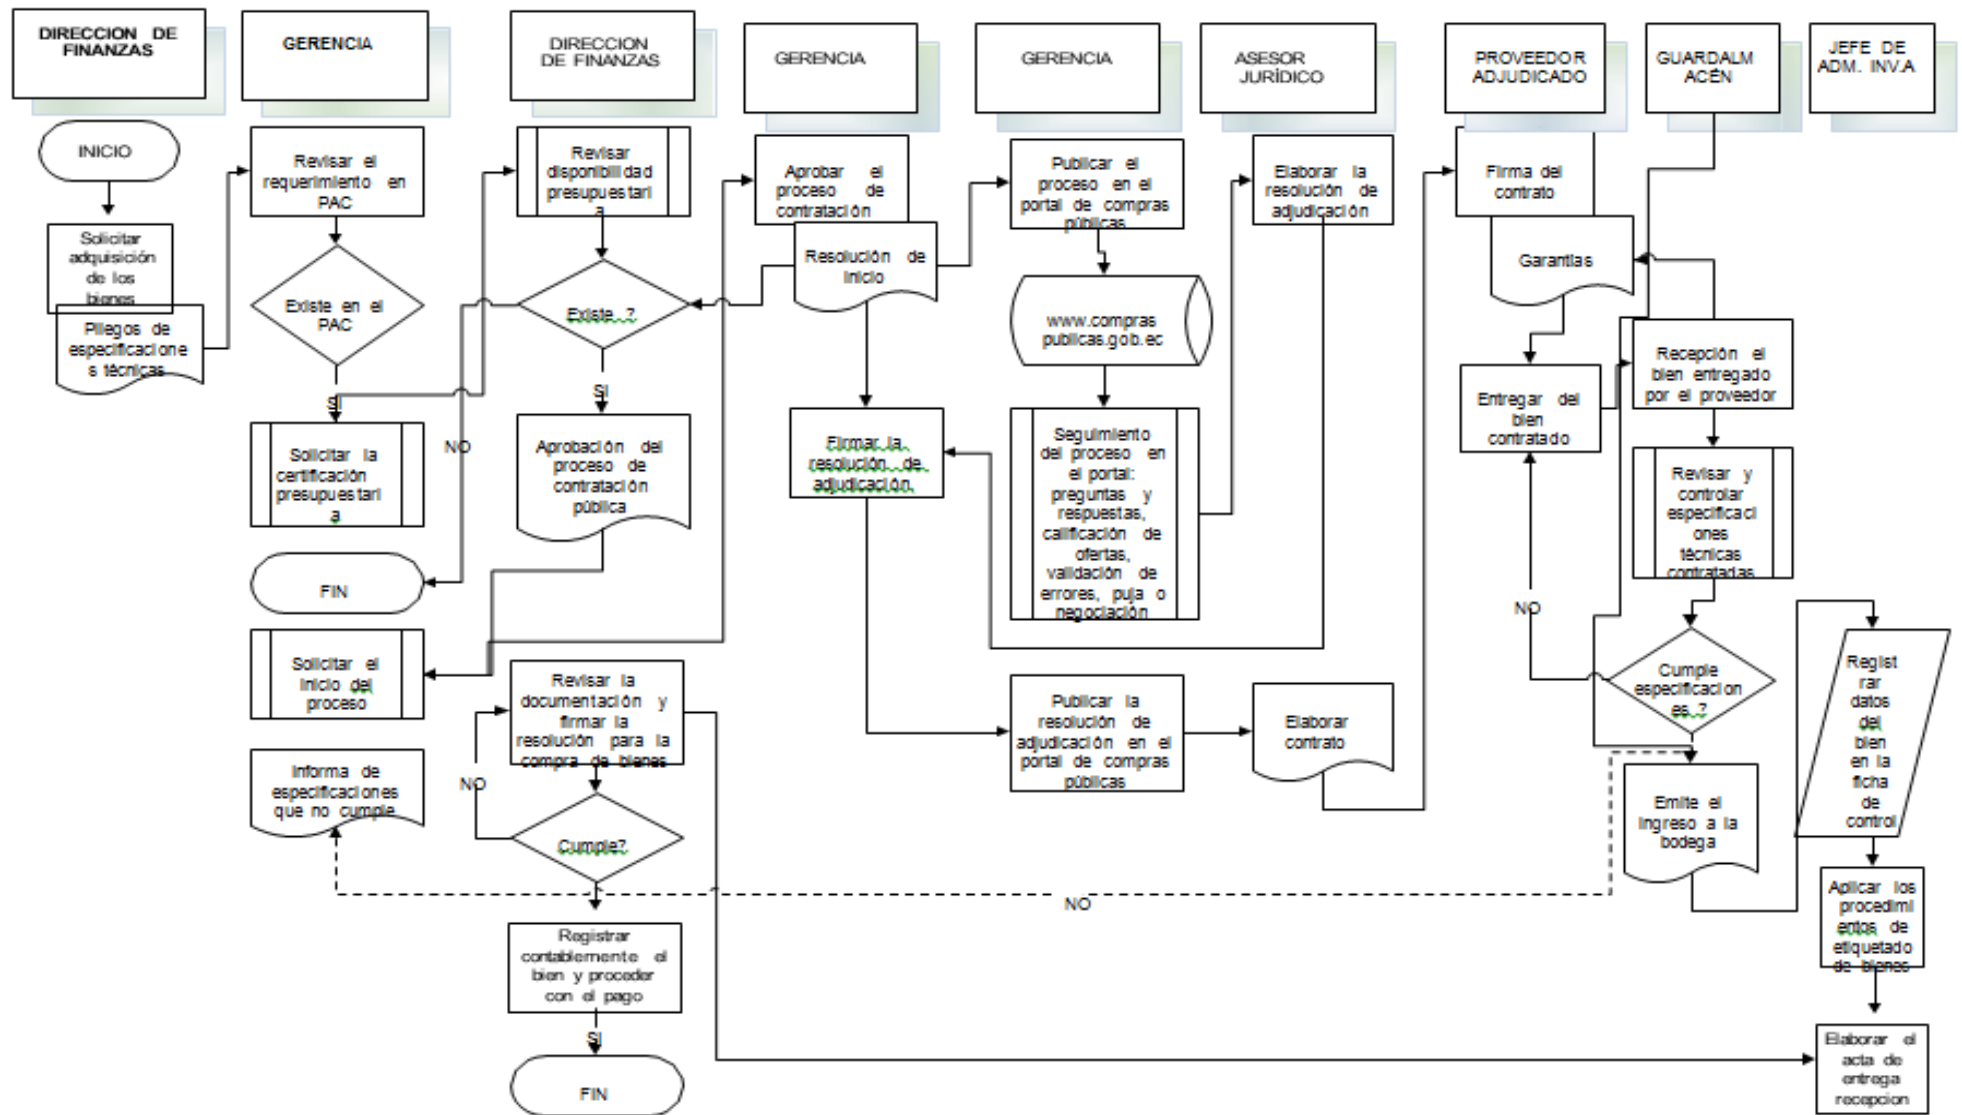 DIRECCION DE
FINANZAS
GERENCIA
DIRECCION
DE FINANZAS
GERENCIA
GERENCIA
ASESOR
JURÍDICO
PROVEEDOR
ADJUDICADO
GUARDALM
ACÉN
JEFE DE
ADM. INV.A
INICIO
Solicitar
adquisición
de los
bienes
Pliegos de
especificacione
s técnicas
Revisar el
requerimiento en
PAC
Existe en el
PAC
SI
Solicitar la
certificación
presupuestari
a
FIN
Solicitar el
inicio del
proceso
Informa de
especificaciones
que no cumple
Revisar
disponibilidad
presupuestari
a
Existe ?
SI
NO
Aprobación del
proceso de
contratación
pública
Revisar la
documentación y
firmar la
resolución para la
compra de bienes
NO
Cumple?
Registrar
contablemente el
bien y proceder
con el pago
SI
FIN
Aprobar el
proceso de
contratación
Resolución de
inicio
Firmar la
resolución de
adjudicación
Publicar el
proceso en el
portal de compras
públicas
www.compras
publicas.gob.ec
Seguimiento
del proceso en
el portal:
preguntas y
respuestas,
calificación de
ofertas,
validación de
errores, puja o
negociación
Publicar la
resolución de
adjudicación en el
portal de compras
públicas
NO
Elaborar la
resolución de
adjudicación
Elaborar
contrato
Firma del
contrato
Garantías
Entregar del
bien
contratado
NO
Recepción el
bien entregado
por el proveedor
Revisar y
controlar
especificaci
ones
técnicas
contratadas
Cumple
especificacion
es ?
Emite el
ingreso a la
bodega
Regist
rar
datos
del
bien
en la
ficha
de
control
Aplicar los
procedimi
entos de
etiquetado
de bienes
Elaborar el
acta de
entrega
recepcion